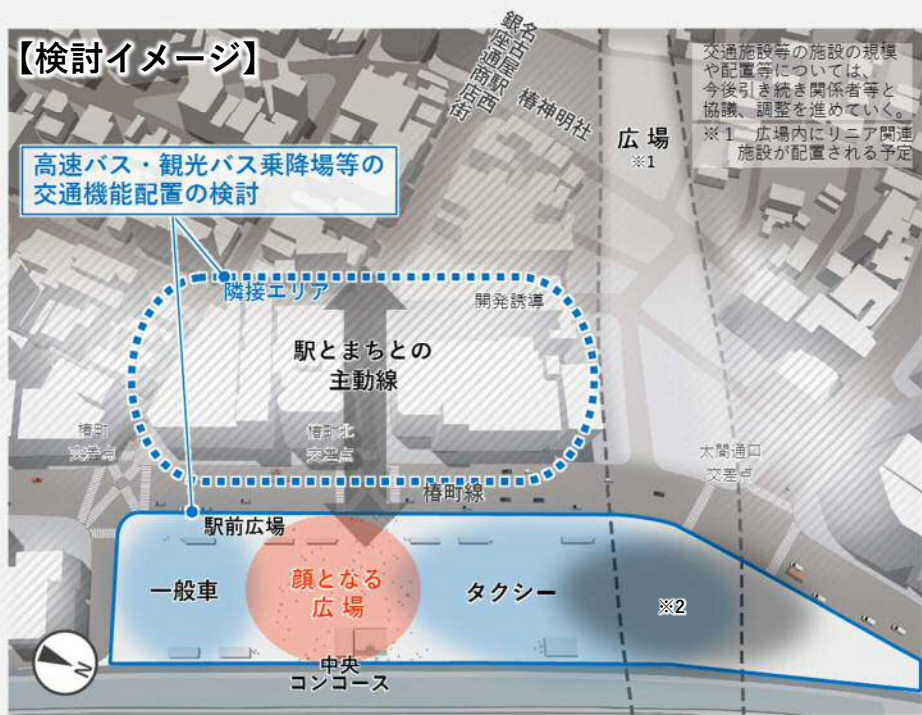 【検討イメージ】
名古屋駅西
銀座通商店街
椿神明社
広場
※1
交通施設等の施設の規模
や配置等については、
今後引き続き関係者等と
協議、調整を進めていく。
※1 広場内にリニア関連
施設が配置される予定
高速バス・観光バス乗降場等の
交通機能配置の検討
隣接エリア
開発誘導
駅とまちとの
主動線
椿町
交差点
椿町北
交差点
太閤通口
交差点
椿町線
駅前広場
一般車
顔となる
広場
タクシー
※2
中央
コンコース
N